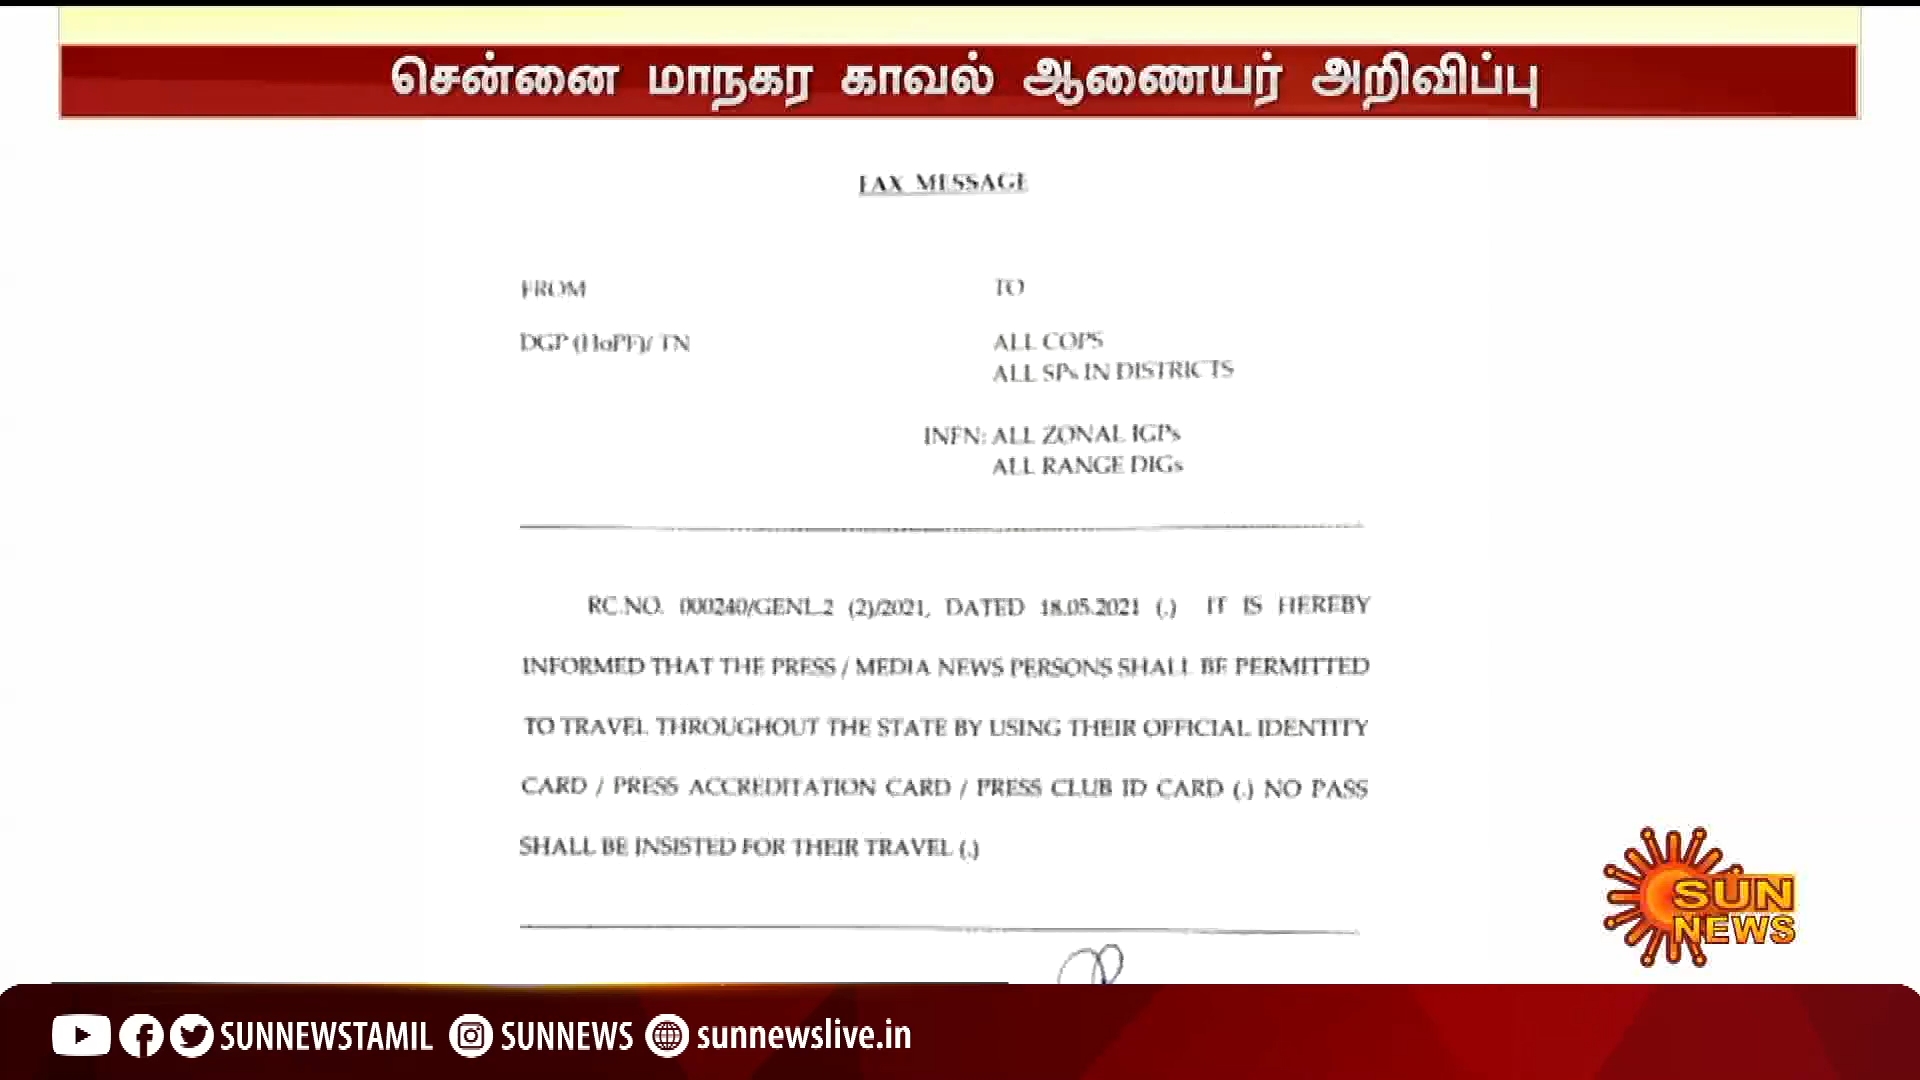 சென்னை மாநகர காவல் ஆணையர் அறிவிப்பு
FAX MESSAGE
FROM
TO
DGP (HoPF)/ TN
ALL COPS
ALL SPs IN DISTRICTS
INFN: ALL ZONAL IGPs
ALL RANGE DIGs
RC.NO. 000240/GENL.2 (2)/2021, DATED 18.05.2021 (.) IT IS HEREBY
INFORMED THAT THE PRESS / MEDIA NEWS PERSONS SHALL BE PERMITTED
TO TRAVEL THROUGHOUT THE STATE BY USING THEIR OFFICIAL IDENTITY
CARD / PRESS ACCREDITATION CARD / PRESS CLUB ID CARD (.) NO PASS
SHALL BE INSISTED FOR THEIR TRAVEL (.)
SUN
NEWS
SUNNEWSTAMIL SUNNEWS sunnewslive.in